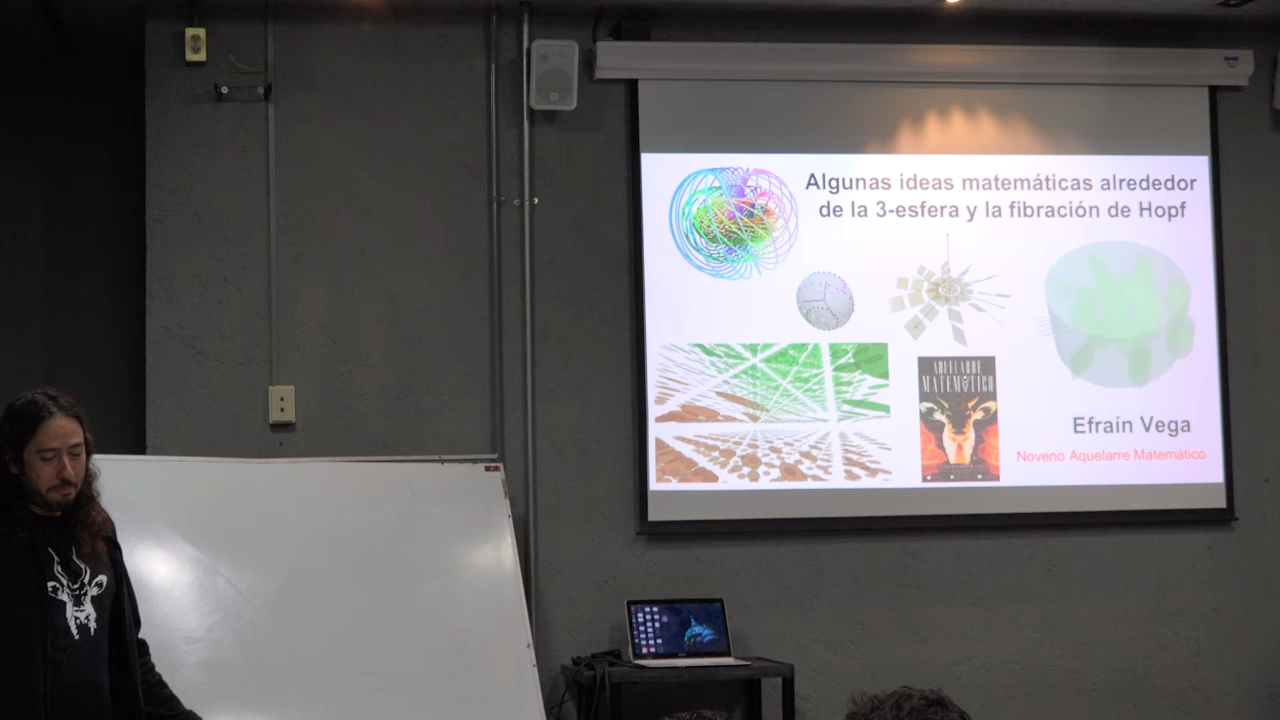 Algunas ideas matemáticas alrededor
de la 3-esfera y la fibración de Hopf
AQUELARRE
MATEMÁTICO
Efraín Vega
Noveno Aquelarre Matemático